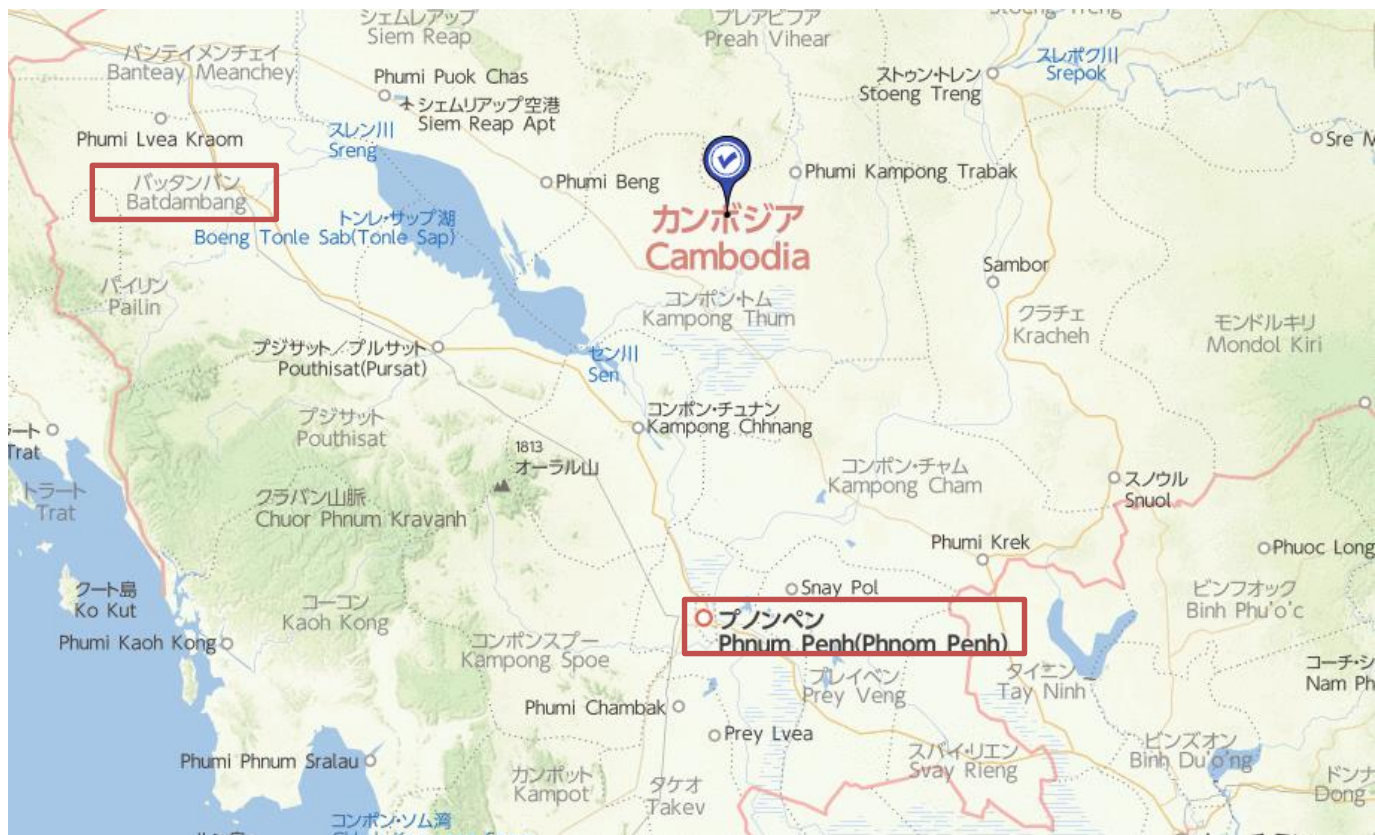 シェムレアップ
Siem Reap
プレアビフア
Preah Vihear
Stoeng Treng
バンテイメンチェイ
Banteay Meanchey
Phumi Puok Chas
シェムリアップ空港
Siem Reap Apt
ストゥン・トレン
Stoeng Treng
スレポク川
Srepok
Phumi Lvea Kraom
スレン川
Sreng
Sre
バッタンバン
Batdambang
Phumi Beng
Phumi Kampong Trabak
トンレ・サップ湖
Boeng Tonle Sab(Tonle Sap)
カンボジア
Cambodia
パイリン
Pailin
Sambor
コンポン・トム
Kampong Thum
クラチエ
Kracheh
モンドルキリ
Mondol Kiri
プジサット／プルサット
Pouthisat(Pursat)
セン川
Sen
プジサット
Pouthisat
コンポン・チュナン
Kampong Chhnang
ラート
Trat
トラート
Trat
1813
オーラル山
コンポン・チャム
Kampong Cham
スノウル
Snuol
クラバン山脈
Chuor Phnum Kravanh
Phumi Krek
Phuoc Long
クート島
Ko Kut
コーコン
Kaoh Kong
Snay Pol
ビンフオック
Binh Phu'o'c
プノンペン
Phnum Penh(Phnom Penh)
Phumi Kaoh Kong
コンポンスプー
Kampong Spoe
プレイベン
Prey Veng
タイニン
Tay Ninh
コーチ・シ
Nam Ph
Phumi Chambak
Prey Lvea
Phumi Phnum Sralau
カンポット
Kampot
タケオ
Takev
スバイ・リエン
Svay Rieng
ビンズオン
Binh Du'o'ng
ドンナ
Dong
コンポン・ソム湾